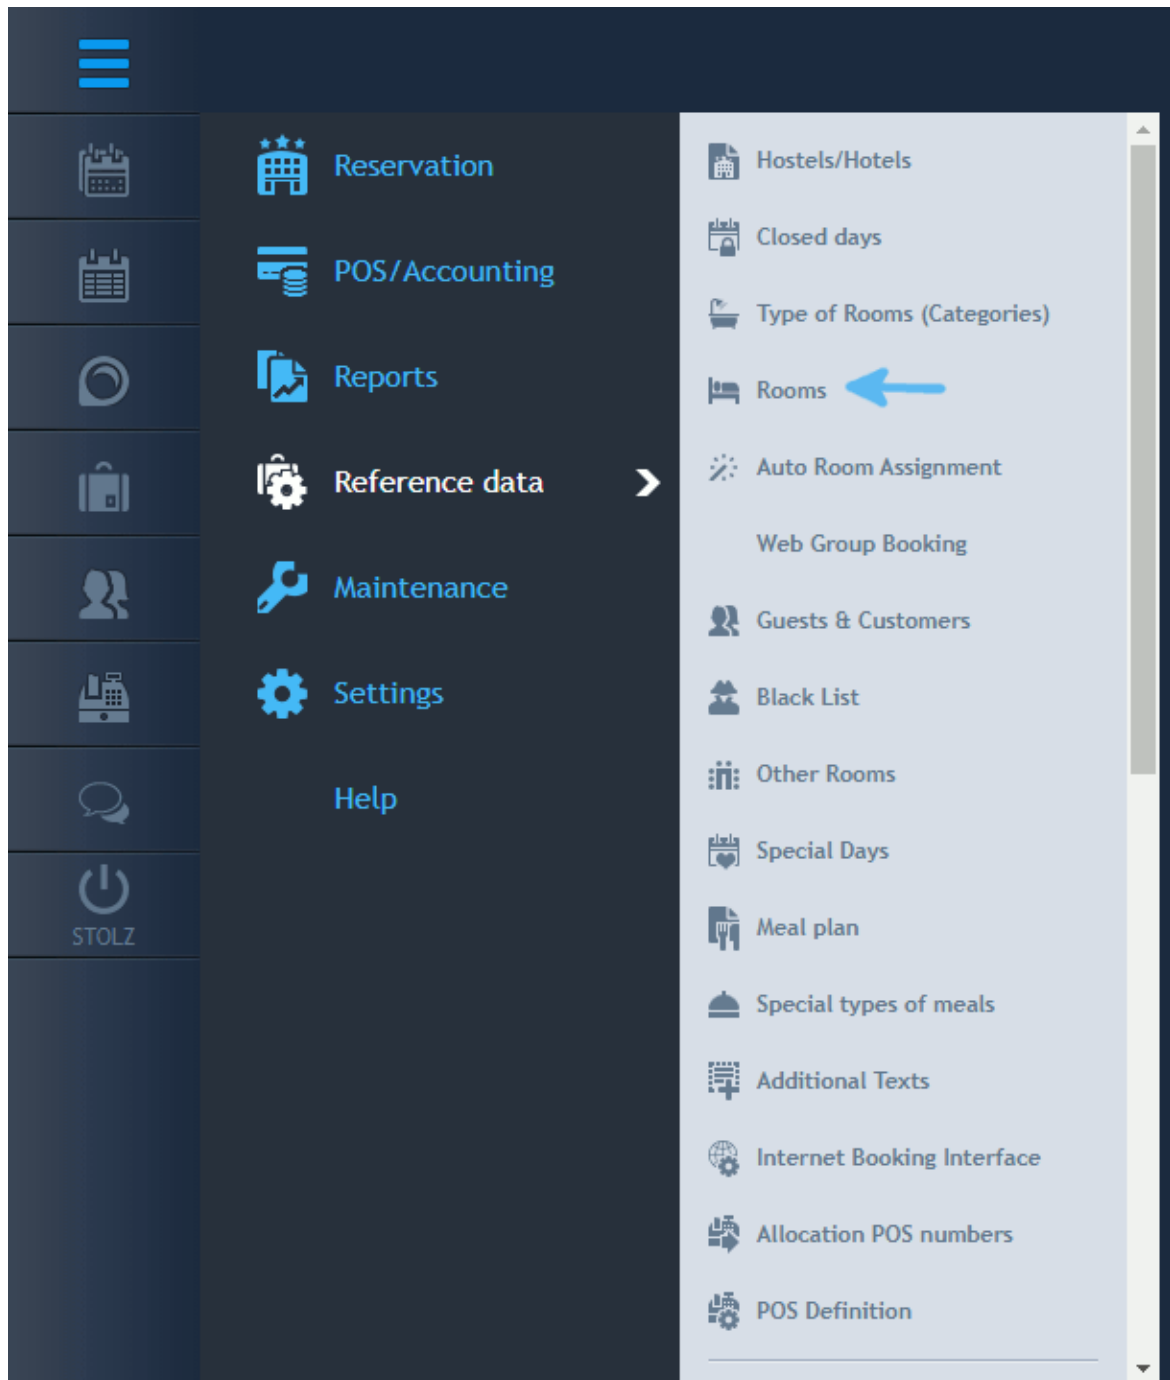 STOLZ
Reservation
POS/Accounting
Reports
Reference data
Maintenance
Settings
Help
Hostels/Hotels
Closed days
Type of Rooms (Categories)
Rooms
Auto Room Assignment
Web Group Booking
Guests & Customers
Black List
Other Rooms
Special Days
Meal plan
Special types of meals
Additional Texts
Internet Booking Interface
Allocation POS numbers
POS Definition